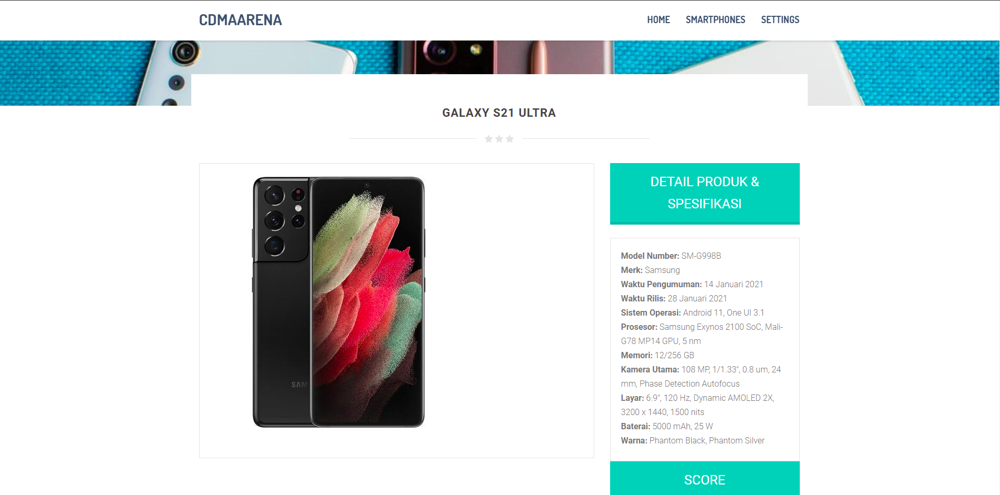 CDMAARENA
HOME SMARTPHONES SETTINGS
GALAXY S21 ULTRA
SAM
DETAIL PRODUK &
SPESIFIKASI
Model Number: SM-G998B
Merk: Samsung
Waktu Pengumuman: 14 Januari 2021
Waktu Rilis: 28 Januari 2021
Sistem Operasi: Android 11, One UI 3.1
Prosesor: Samsung Exynos 2100 SoC, Mali-
G78 MP14 GPU, 5 nm
Memori: 12/256 GB
Kamera Utama: 108 MP, 1/1.33", 0.8 um, 24
mm, Phase Detection Autofocus
Layar: 6.9", 120 Hz, Dynamic AMOLED 2X,
3200 x 1440, 1500 nits
Baterai: 5000 mAh, 25 W
Warna: Phantom Black, Phantom Silver
SCORE